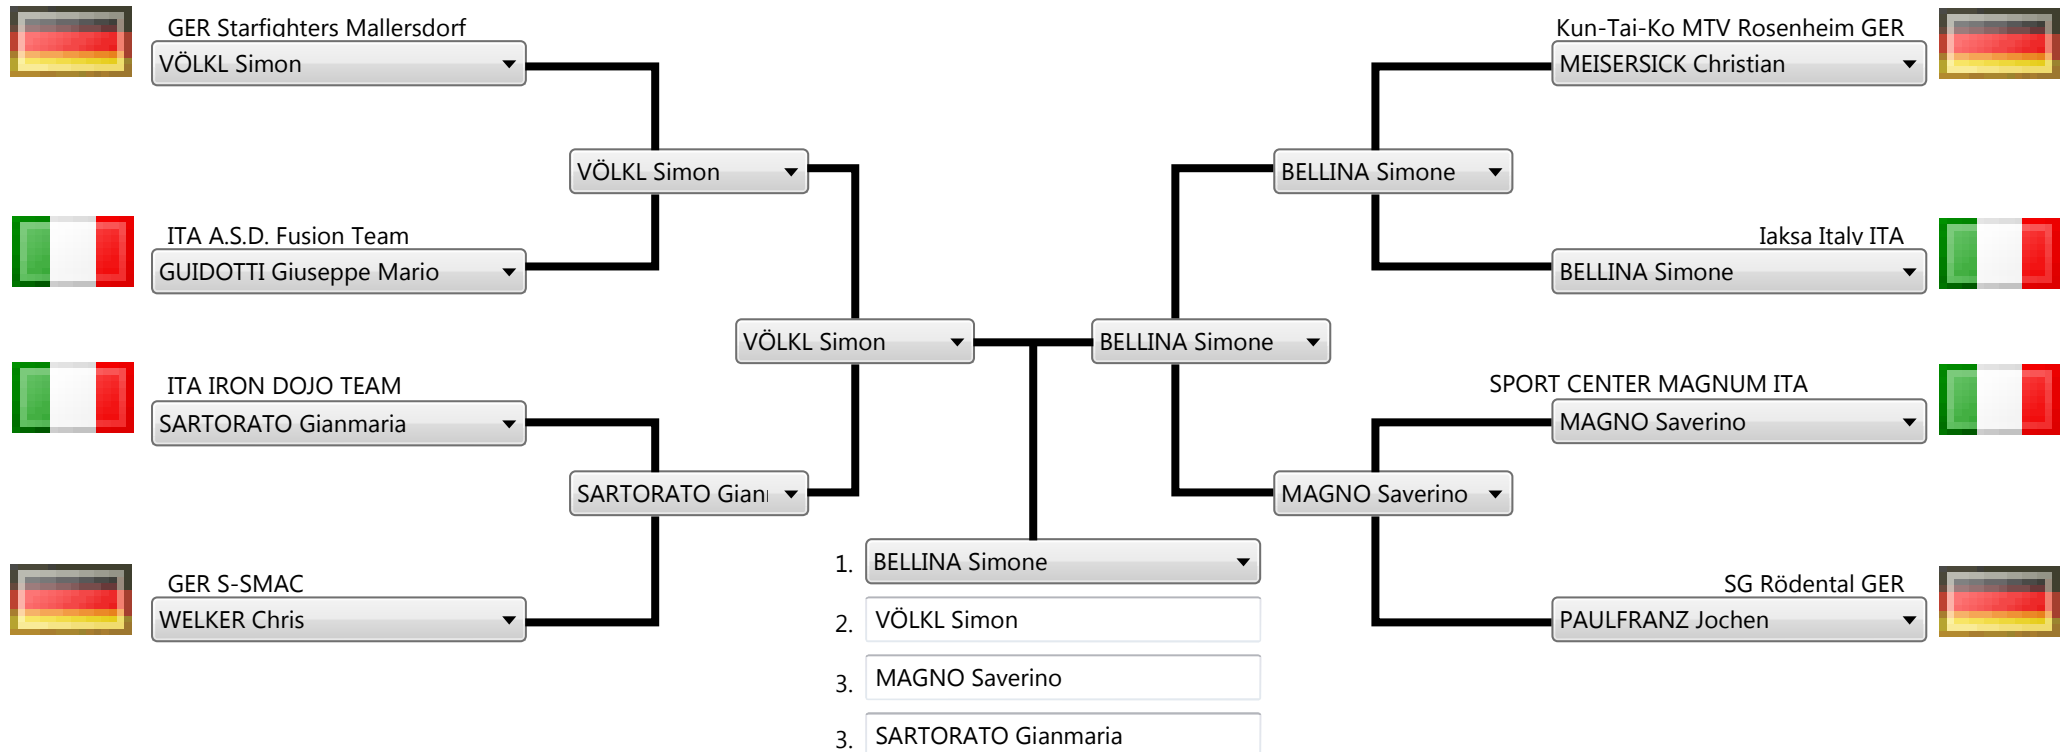 GER Starfighters Mallersdorf
VÖLKL Simon
Kun-Tai-Ko MTV Rosenheim GER
MEISERSICK Christian
VÖLKL Simon
BELLINA Simone
ITA A.S.D. Fusion Team
GUIDOTTI Giuseppe Mario
Iaksa Italy ITA
BELLINA Simone
VÖLKL Simon
BELLINA Simone
ITA IRON DOJO TEAM
SARTORATO Gianmaria
SPORT CENTER MAGNUM ITA
MAGNO Saverino
SARTORATO Gian
MAGNO Saverino
GER S-SMAC
WELKER Chris
SG Rödental GER
PAULFRANZ Jochen
1. BELLINA Simone
2. VÖLKL Simon
3. MAGNO Saverino
3. SARTORATO Gianmaria